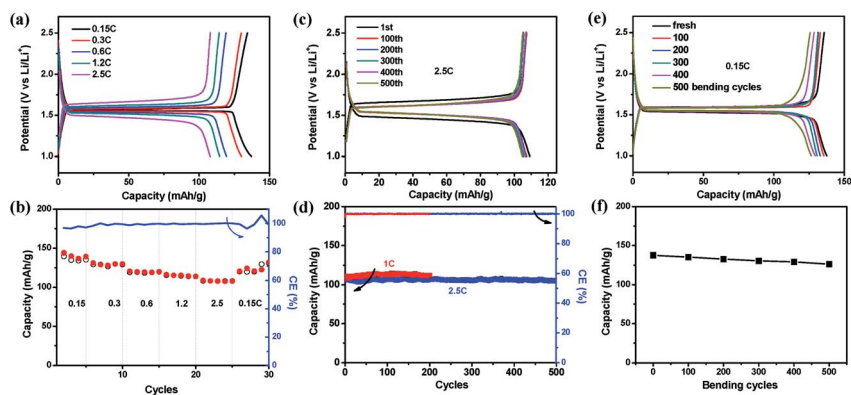 (a)
0.15C
0.3C
0.6C
1.2C
2.5C
Potential (V vs Li/Li+)
2.5
2.0
1.5
1.0
0 50 100 150
Capacity (mAh/g)
(c)
1st
100th
200th
300th
400th
500th
2.5C
Potential (V vs Li/Li+)
2.5
2.0
1.5
1.0
0 20 40 60 80 100 120
Capacity (mAh/g)
(e)
fresh
100
200
300
400
500 bending cycles
0.15C
Potential (V vs Li/Li+)
2.5
2.0
1.5
1.0
0 50 100 150
Capacity (mAh/g)
(b)
Capacity (mAh/g)
200
150
100
50
0
0.15 0.3 0.6 1.2 2.5 0.15C
10 20 30
Cycles
100
80
60
40
20
0
CE (%)
(d)
Capacity (mAh/g)
200
150
100
50
0
1C
2.5C
0 100 200 300 400 500
Cycles
100
80
60
40
20
0
CE (%)
(f)
Capacity (mAh/g)
200
150
100
50
0
0 100 200 300 400 500
Bending cycles